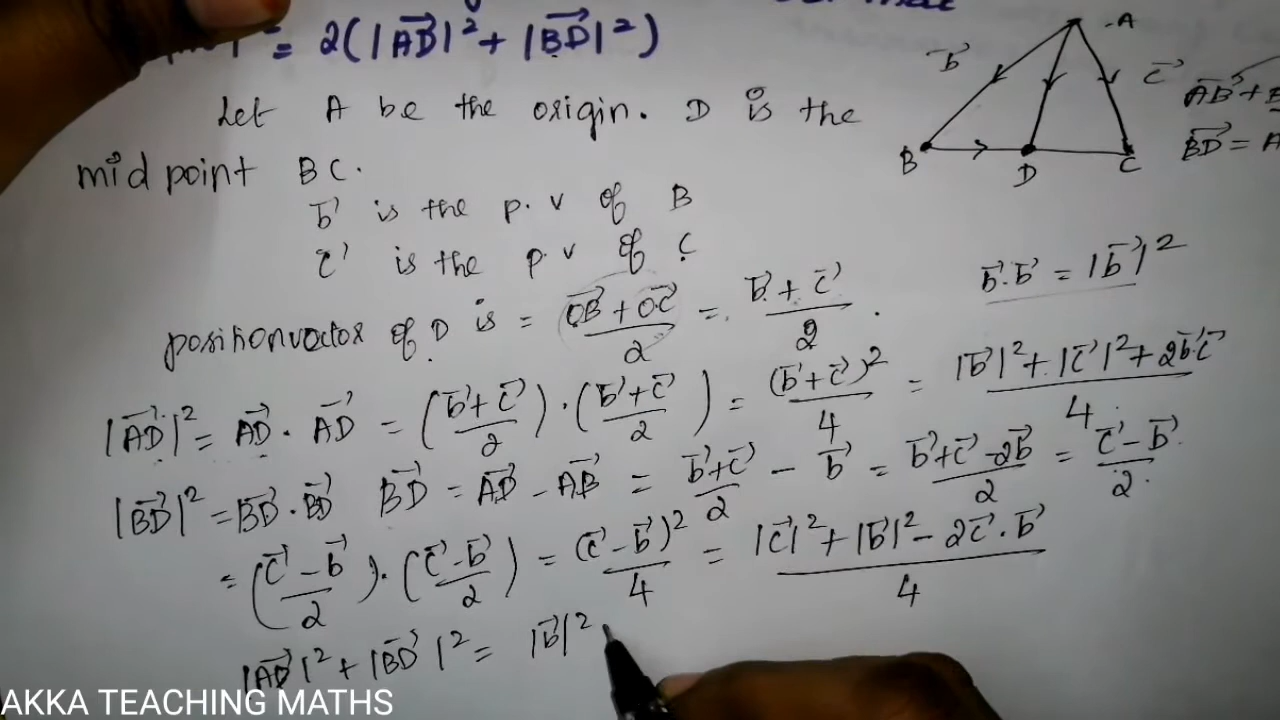 |² = 2(|AD⃗|² + |BD⃗|²)
Let A be the origin. D is the
mid point BC.
b⃗ is the p.v of B
c⃗ is the p.v of C
position vector of D is = (OB⃗ + OC⃗)/2 = (b⃗ + c⃗)/2 .
b⃗.b⃗ = |b⃗|²
|AD⃗|² = AD⃗ . AD⃗ = ((b⃗+c⃗)/2) . ((b⃗+c⃗)/2) = (b⃗+c⃗)²/4 = (|b⃗|²+|c⃗|²+2b⃗.c⃗)/4
|BD⃗|² = BD⃗ . BD⃗ BD⃗ = AD⃗ - AB⃗ = (b⃗+c⃗)/2 - b⃗ = (b⃗+c⃗-2b⃗)/2 = (c⃗-b⃗)/2.
= ((c⃗-b⃗)/2) . ((c⃗-b⃗)/2) = (c⃗-b⃗)²/4 = (|c⃗|²+|b⃗|²-2c⃗.b⃗)/4
|AD⃗|² + |BD⃗|² = |b⃗|²
A
b⃗
c⃗
B
D
C
AB⃗ + B
BD⃗ = A
AKKA TEACHING MATHS